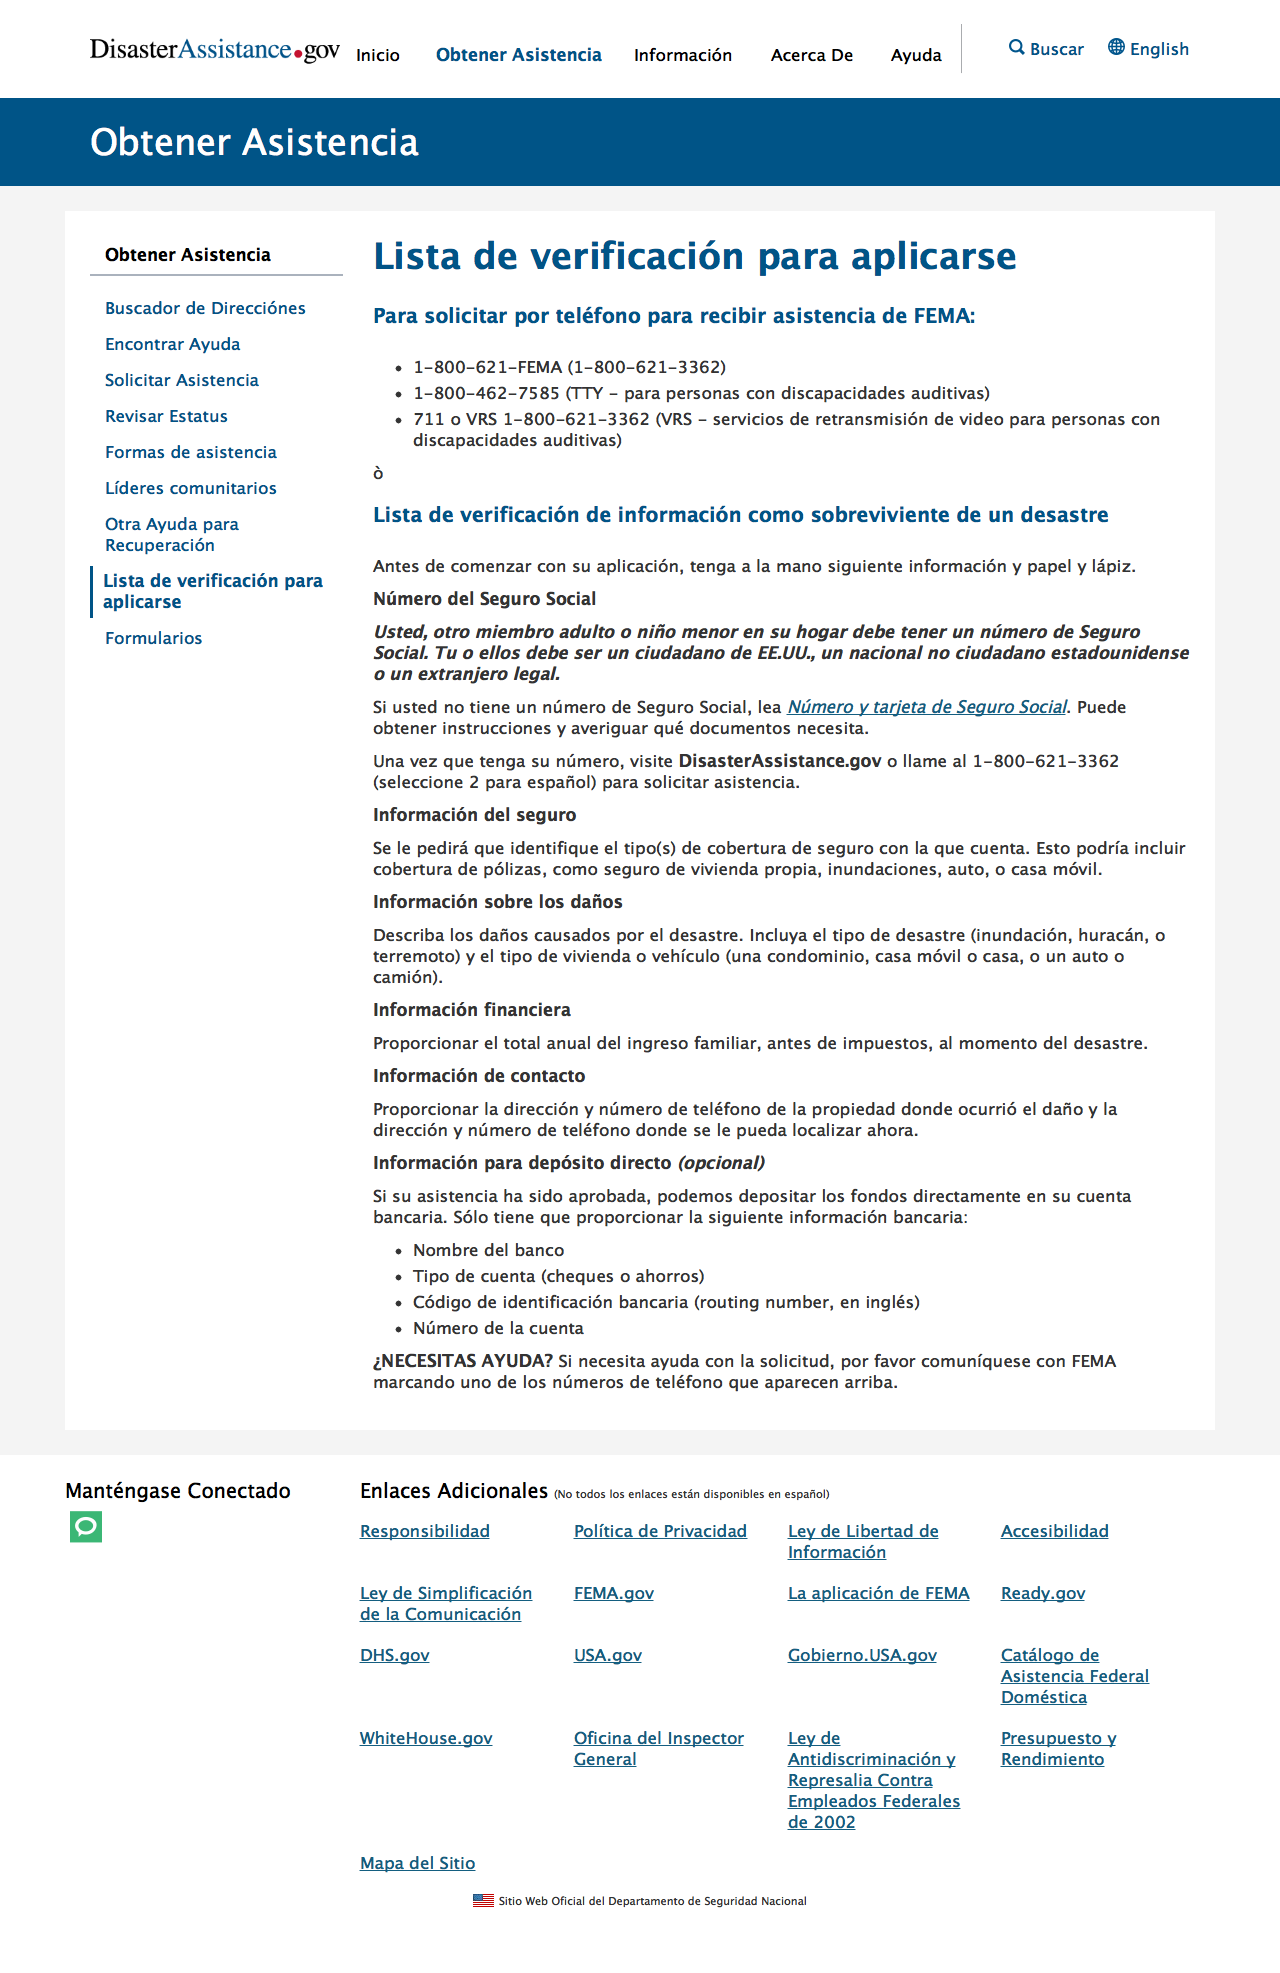 DisasterAssistance.gov
Inicio
Obtener Asistencia
Información
Acerca De
Ayuda
Buscar
English
Obtener Asistencia
Obtener Asistencia
Buscador de Direcciónes
Encontrar Ayuda
Solicitar Asistencia
Revisar Estatus
Formas de asistencia
Líderes comunitarios
Otra Ayuda para
Recuperación
Lista de verificación para
aplicarse
Formularios
Lista de verificación para aplicarse
Para solicitar por teléfono para recibir asistencia de FEMA:
• 1-800-621-FEMA (1-800-621-3362)
• 1-800-462-7585 (TTY - para personas con discapacidades auditivas)
• 711 o VRS 1-800-621-3362 (VRS - servicios de retransmisión de video para personas con
discapacidades auditivas)
ò
Lista de verificación de información como sobreviviente de un desastre
Antes de comenzar con su aplicación, tenga a la mano siguiente información y papel y lápiz.
Número del Seguro Social
Usted, otro miembro adulto o niño menor en su hogar debe tener un número de Seguro
Social. Tu o ellos debe ser un ciudadano de EE.UU., un nacional no ciudadano estadounidense
o un extranjero legal.
Si usted no tiene un número de Seguro Social, lea Número y tarjeta de Seguro Social. Puede
obtener instrucciones y averiguar qué documentos necesita.
Una vez que tenga su número, visite DisasterAssistance.gov o llame al 1-800-621-3362
(seleccione 2 para español) para solicitar asistencia.
Información del seguro
Se le pedirá que identifique el tipo(s) de cobertura de seguro con la que cuenta. Esto podría incluir
cobertura de pólizas, como seguro de vivienda propia, inundaciones, auto, o casa móvil.
Información sobre los daños
Describa los daños causados por el desastre. Incluya el tipo de desastre (inundación, huracán, o
terremoto) y el tipo de vivienda o vehículo (una condominio, casa móvil o casa, o un auto o
camión).
Información financiera
Proporcionar el total anual del ingreso familiar, antes de impuestos, al momento del desastre.
Información de contacto
Proporcionar la dirección y número de teléfono de la propiedad donde ocurrió el daño y la
dirección y número de teléfono donde se le pueda localizar ahora.
Información para depósito directo (opcional)
Si su asistencia ha sido aprobada, podemos depositar los fondos directamente en su cuenta
bancaria. Sólo tiene que proporcionar la siguiente información bancaria:
• Nombre del banco
• Tipo de cuenta (cheques o ahorros)
• Código de identificación bancaria (routing number, en inglés)
• Número de la cuenta
¿NECESITAS AYUDA? Si necesita ayuda con la solicitud, por favor comuníquese con FEMA
marcando uno de los números de teléfono que aparecen arriba.
Manténgase Conectado
Enlaces Adicionales (No todos los enlaces están disponibles en español)
Responsibilidad
Política de Privacidad
Ley de Libertad de
Información
Accesibilidad
Ley de Simplificación
de la Comunicación
FEMA.gov
La aplicación de FEMA
Ready.gov
DHS.gov
USA.gov
Gobierno.USA.gov
Catálogo de
Asistencia Federal
Doméstica
WhiteHouse.gov
Oficina del Inspector
General
Ley de
Antidiscriminación y
Represalia Contra
Empleados Federales
de 2002
Presupuesto y
Rendimiento
Mapa del Sitio
Sitio Web Oficial del Departamento de Seguridad Nacional